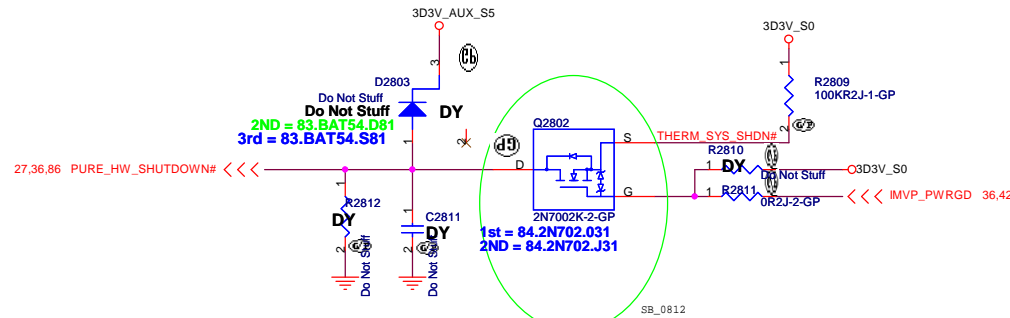 3D3V_AUX_S5
3D3V_S0
3
D2803
Do Not Stuff
Do Not Stuff
DY
2ND = 83.BAT54.D81
3rd = 83.BAT54.S81
1
2
1
R2809
100KR2J-1-GP
2
Q2802
S
THERM_SYS_SHDN#
D
G
27,36,86 PURE_HW_SHUTDOWN#
R2810
1
DY
Do Not Stuff
3D3V_S0
1
R2811
0R2J-2-GP
IMVP_PWRGD 36,42
1
R2812
DY
2
Do Not Stuff
1
C2811
DY
2
Do Not Stuff
2N7002K-2-GP
1st = 84.2N702.031
2ND = 84.2N702.J31
SB_0812